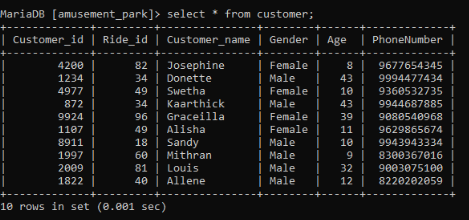 MariaDB [amusement_park]> select * from customer;
+-------------+---------+---------------+--------+------+-------------+
| Customer_id | Ride_id | Customer_name | Gender | Age  | PhoneNumber |
+-------------+---------+---------------+--------+------+-------------+
|        4200 |      82 | Josephine     | Female |    8 |  9677654345 |
|        1234 |      34 | Donette       | Male   |   43 |  9994477434 |
|        4977 |      49 | Swetha        | Female |   10 |  9360532735 |
|         872 |      34 | Kaarthick     | Male   |   43 |  9944687885 |
|        9924 |      96 | Graceilla     | Female |   39 |  9080540968 |
|        1107 |      49 | Alisha        | Female |   11 |  9629865674 |
|        8911 |      18 | Sandy         | Male   |   10 |  9943943334 |
|        1997 |      60 | Mithran       | Male   |    9 |  8300367016 |
|        2009 |      81 | Louis         | Male   |   32 |  9003075100 |
|        1822 |      40 | Allene        | Male   |   12 |  8220202059 |
+-------------+---------+---------------+--------+------+-------------+
10 rows in set (0.001 sec)